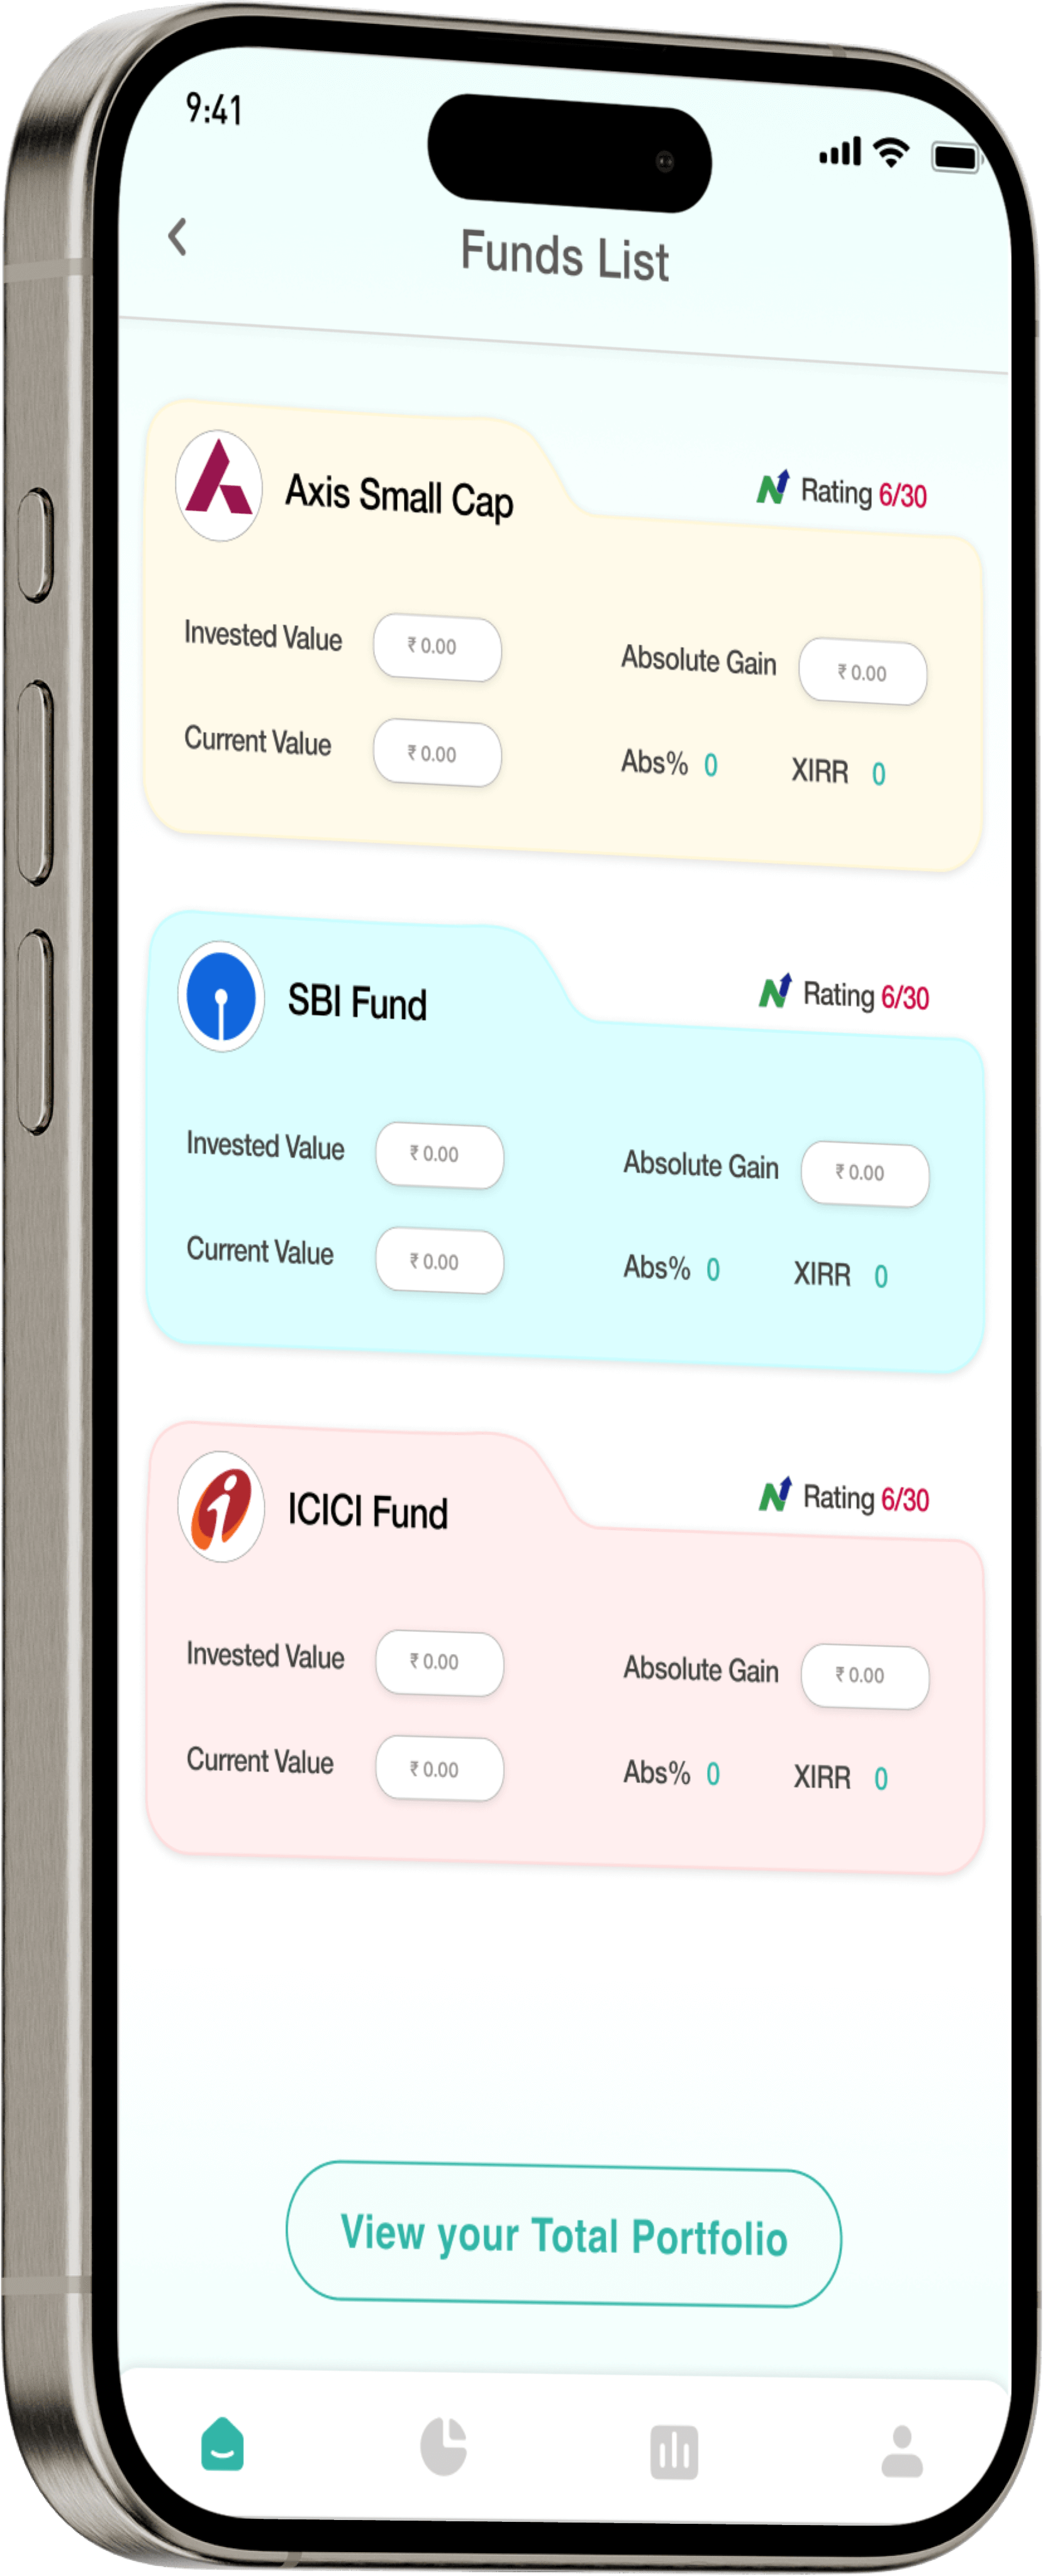 9:41
Funds List
Axis Small Cap
Rating 6/30
Invested Value ₹ 0.00
Absolute Gain ₹ 0.00
Current Value ₹ 0.00
Abs% 0 XIRR 0
SBI Fund
Rating 6/30
Invested Value ₹ 0.00
Absolute Gain ₹ 0.00
Current Value ₹ 0.00
Abs% 0 XIRR 0
ICICI Fund
Rating 6/30
Invested Value ₹ 0.00
Absolute Gain ₹ 0.00
Current Value ₹ 0.00
Abs% 0 XIRR 0
View your Total Portfolio